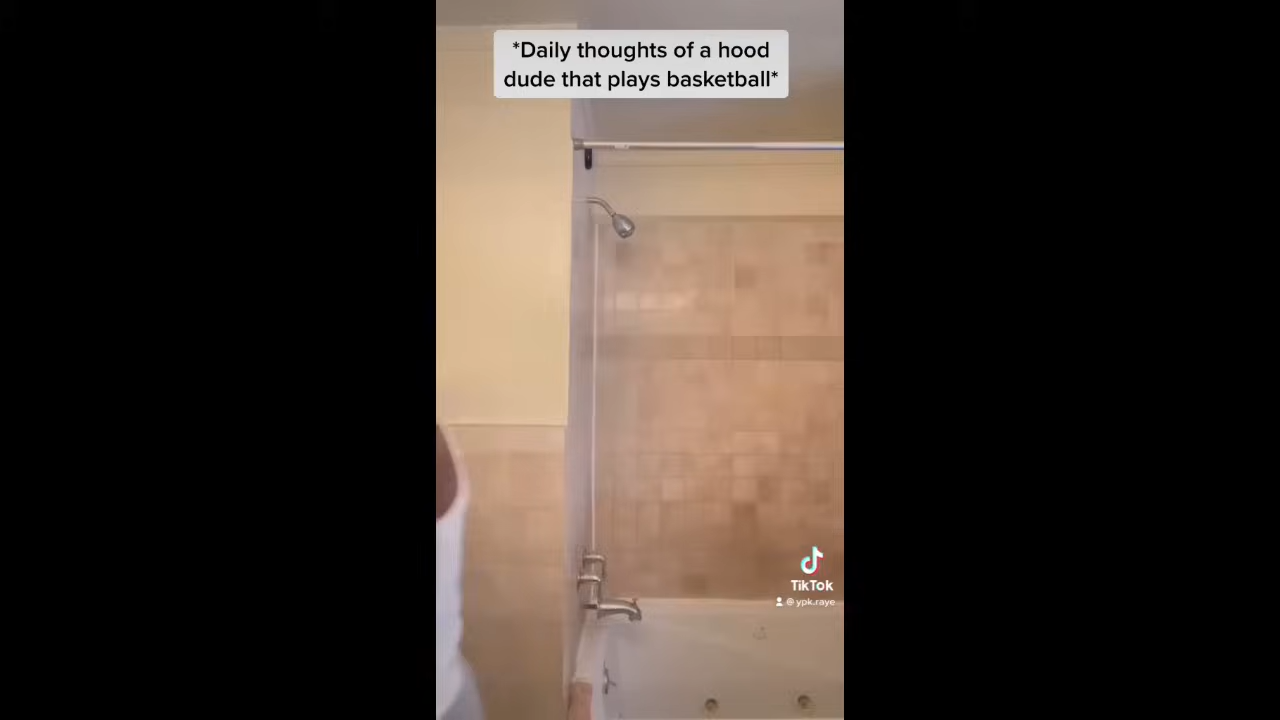 *Daily thoughts of a hood
dude that plays basketball*
TikTok
@ ypk.raye